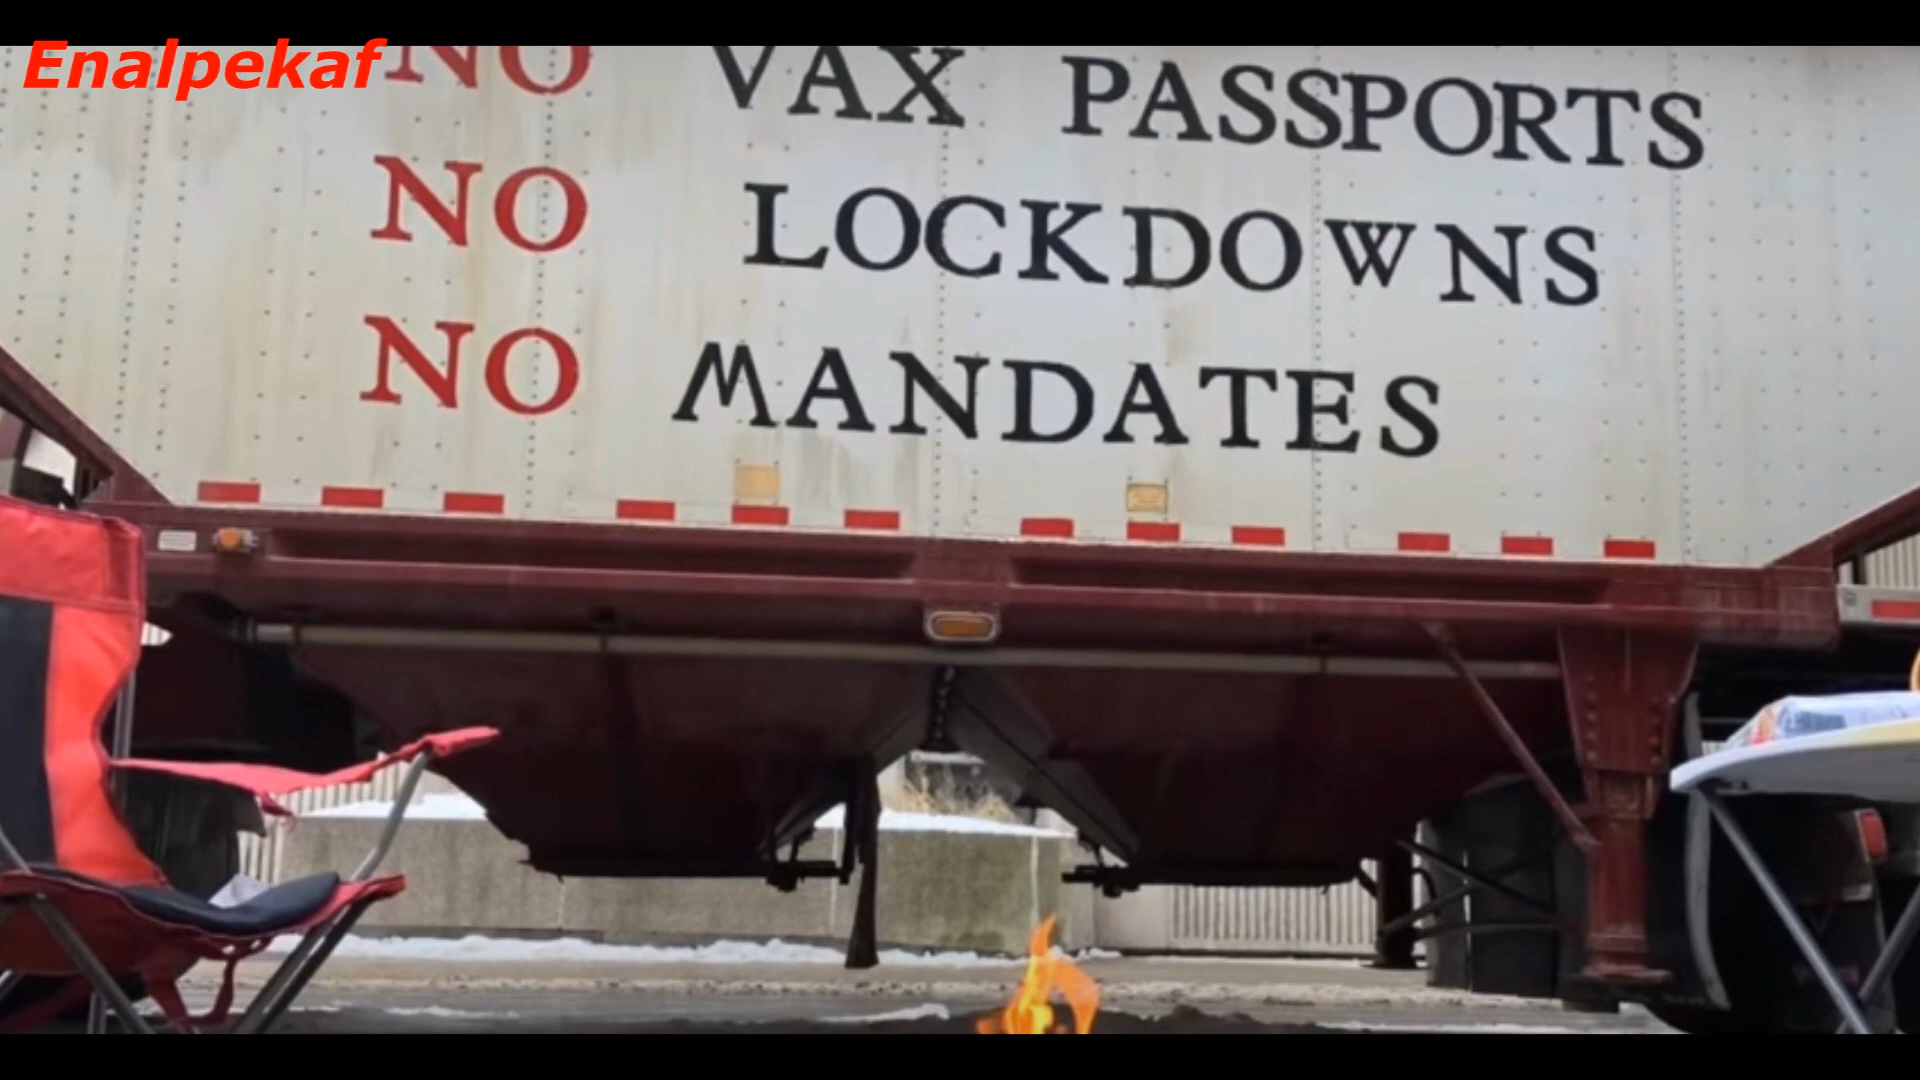 Enalpekaf
NO VAX PASSPORTS
NO LOCKDOWNS
NO MANDATES